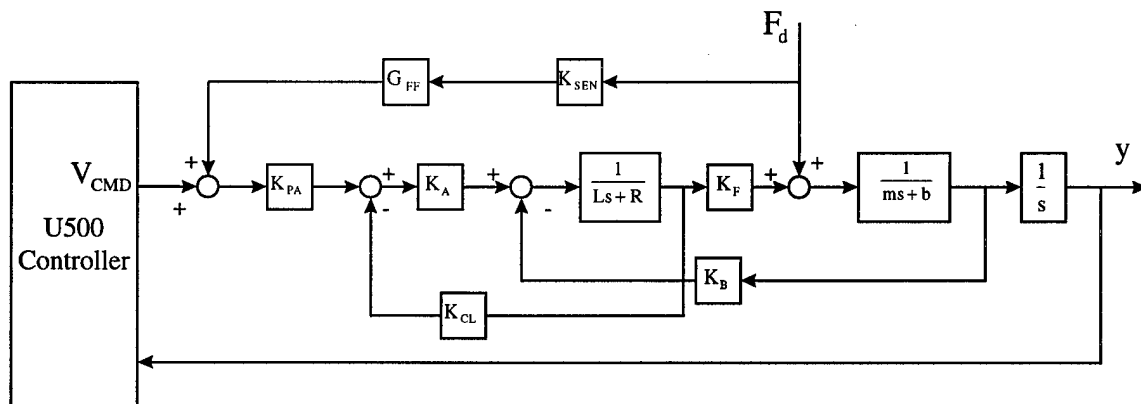 F_d
G_FF
K_SEN
+
V_CMD
+
K_PA
+
-
K_A
+
-
1
Ls + R
K_F
+
+
1
ms + b
1
s
y
U500
Controller
K_B
K_CL